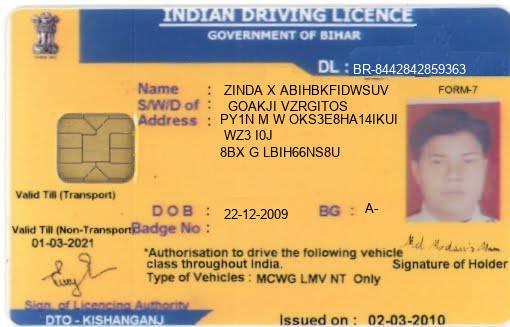 INDIAN DRIVING LICENCE
GOVERNMENT OF BIHAR
DL : BR-8442842859363
Name : ZINDA X ABIHBKFIDWSUV
FORM-7
S/W/D of : GOAKJI VZRGITOS
Address : PY1N M W OKS3E8HA14IKUI
WZ3 I0J
8BX G LBIH66NS8U
Valid Till (Transport)
DOB : 22-12-2009 BG : A-
Valid Till (Non-Transport)
Badge No :
01-03-2021
*Authorisation to drive the following vehicle
class throughout India.
Signature of Holder
Type of Vehicles : MCWG LMV NT Only
Sign. of Licencing Authority
DTO - KISHANGANJ
Issued on : 02-03-2010